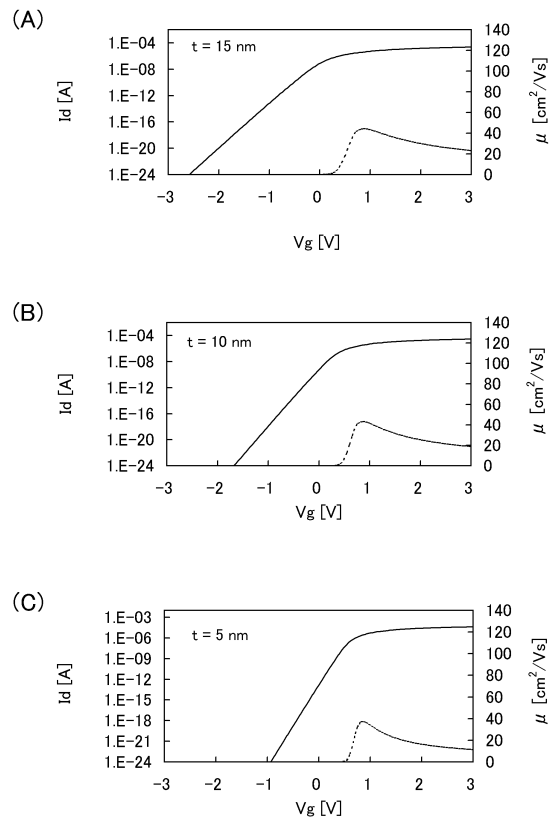 (A)
t = 15 nm
Id [A]
1.E−04
1.E−08
1.E−12
1.E−16
1.E−20
1.E−24
140
120
100
80
60
40
20
0
μ [cm²/Vs]
−3 −2 −1 0 1 2 3
Vg [V]
(B)
t = 10 nm
Id [A]
1.E−04
1.E−08
1.E−12
1.E−16
1.E−20
1.E−24
140
120
100
80
60
40
20
0
μ [cm²/Vs]
−3 −2 −1 0 1 2 3
Vg [V]
(C)
t = 5 nm
Id [A]
1.E−03
1.E−06
1.E−09
1.E−12
1.E−15
1.E−18
1.E−21
1.E−24
140
120
100
80
60
40
20
0
μ [cm²/Vs]
−3 −2 −1 0 1 2 3
Vg [V]